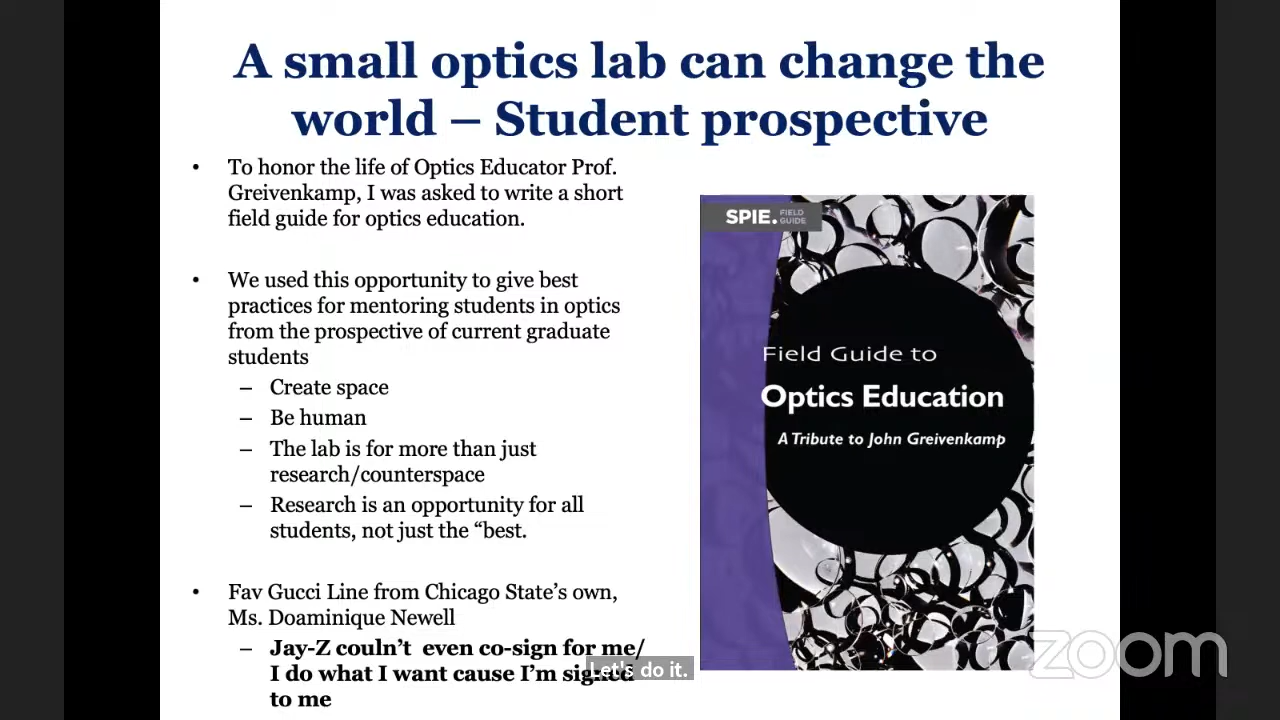 A small optics lab can change the
world – Student prospective
• To honor the life of Optics Educator Prof.
Greivenkamp, I was asked to write a short
field guide for optics education.
• We used this opportunity to give best
practices for mentoring students in optics
from the prospective of current graduate
students
– Create space
– Be human
– The lab is for more than just
research/counterspace
– Research is an opportunity for all
students, not just the “best.
• Fav Gucci Line from Chicago State’s own,
Ms. Doaminique Newell
– Jay-Z couln’t even co-sign for me/
I do what I want cause I’m signed
to me
SPIE. FIELD
GUIDE
Field Guide to
Optics Education
A Tribute to John Greivenkamp
Let's do it.
zoom